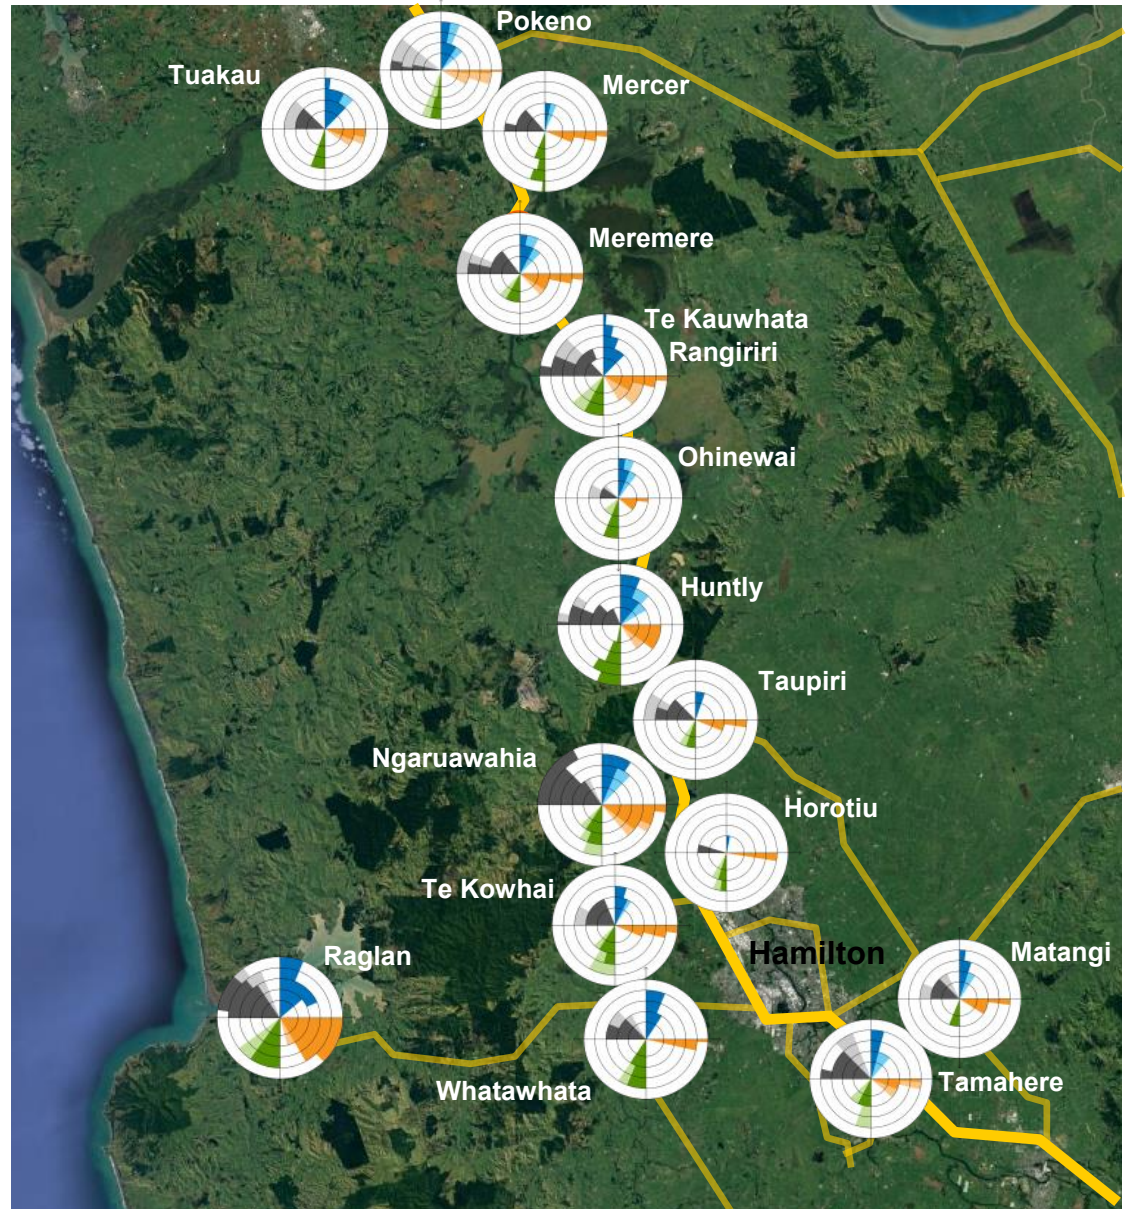 Pokeno
Tuakau
Mercer
Meremere
Te Kauwhata
Rangiriri
Ohinewai
Huntly
Taupiri
Ngaruawahia
Horotiu
Te Kowhai
Hamilton
Matangi
Raglan
Tamahere
Whatawhata